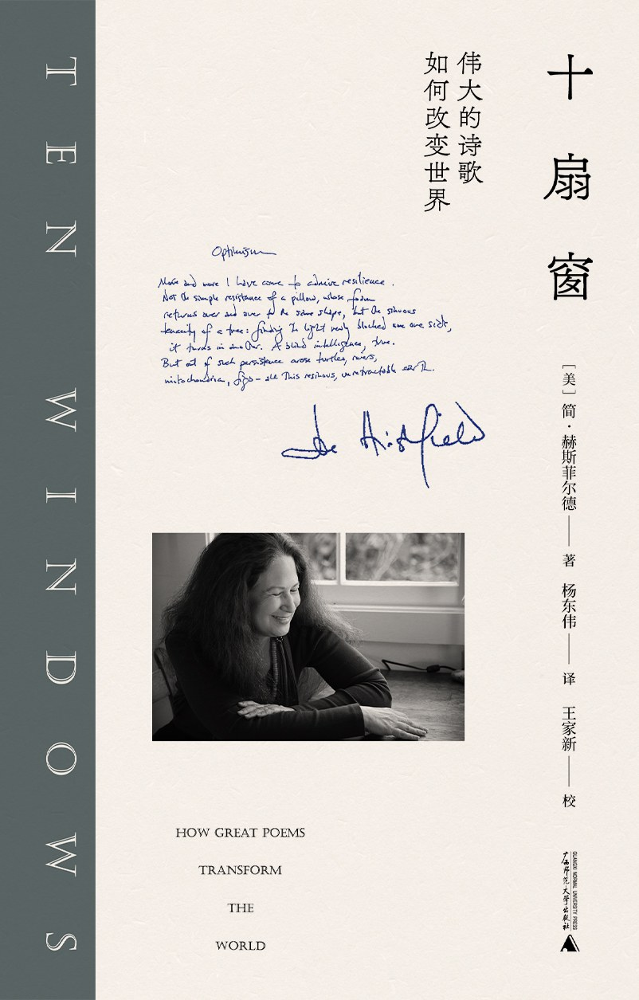 TEN WINDOWS
十扇窗
伟大的诗歌
如何改变世界
Optimism
More and more I have come to admire resilience.
Not the simple resistance of a pillow, whose foam
returns over and over to the same shape, but the sinuous
tenacity of a tree: finding the light newly blocked on one side,
it turns in another. A blind intelligence, true.
But out of such persistence arose turtles, rivers,
mitochondria, figs – all this resinous, unretractable earth.
Jane Hirshfield
[美]简·赫斯菲尔德——著 杨东伟——译 王家新——校
HOW GREAT POEMS
TRANSFORM
THE
WORLD
广西师范大学出版社
GUANGXI NORMAL UNIVERSITY PRESS